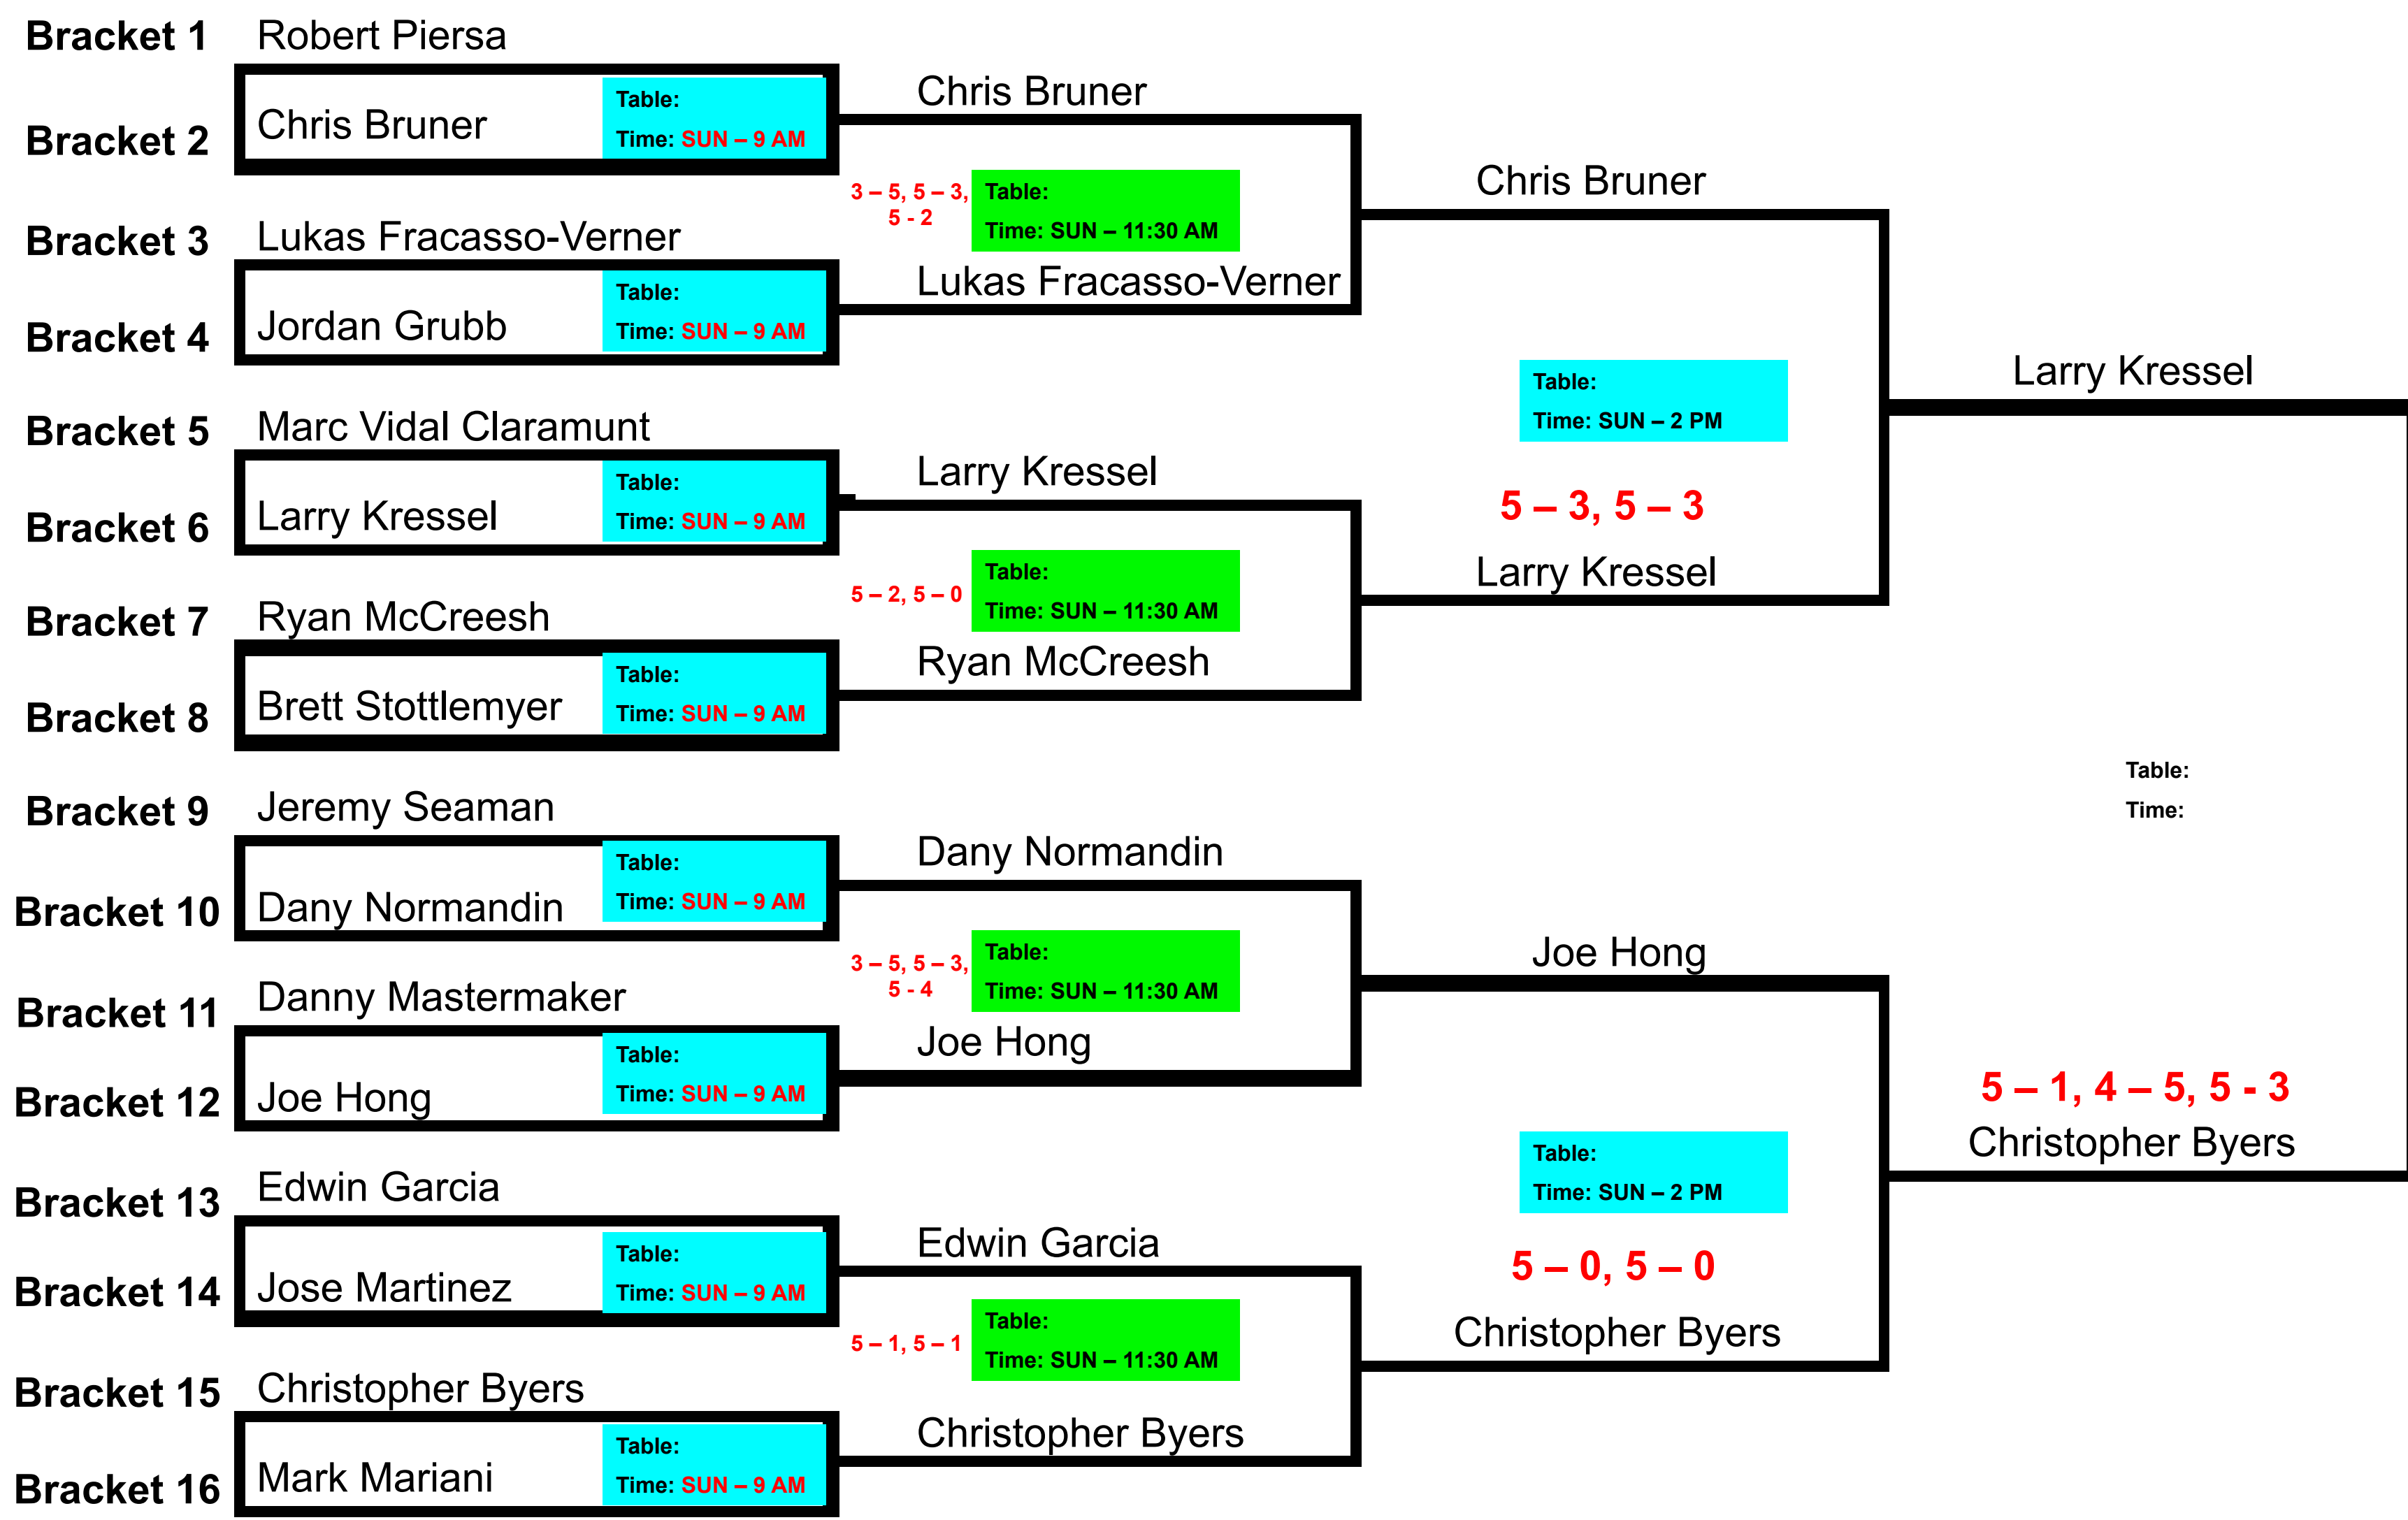 Bracket 1
Robert Piersa
Bracket 2
Chris Bruner
Table:
Time: SUN – 9 AM
Bracket 3
Lukas Fracasso-Verner
Bracket 4
Jordan Grubb
Table:
Time: SUN – 9 AM
Bracket 5
Marc Vidal Claramunt
Bracket 6
Larry Kressel
Table:
Time: SUN – 9 AM
Bracket 7
Ryan McCreesh
Bracket 8
Brett Stottlemyer
Table:
Time: SUN – 9 AM
Bracket 9
Jeremy Seaman
Bracket 10
Dany Normandin
Table:
Time: SUN – 9 AM
Bracket 11
Danny Mastermaker
Bracket 12
Joe Hong
Table:
Time: SUN – 9 AM
Bracket 13
Edwin Garcia
Bracket 14
Jose Martinez
Table:
Time: SUN – 9 AM
Bracket 15
Christopher Byers
Bracket 16
Mark Mariani
Table:
Time: SUN – 9 AM
Chris Bruner
3 – 5, 5 – 3,
5 - 2
Table:
Time: SUN – 11:30 AM
Lukas Fracasso-Verner
Larry Kressel
5 – 2, 5 – 0
Table:
Time: SUN – 11:30 AM
Ryan McCreesh
Dany Normandin
3 – 5, 5 – 3,
5 - 4
Table:
Time: SUN – 11:30 AM
Joe Hong
Edwin Garcia
5 – 1, 5 – 1
Table:
Time: SUN – 11:30 AM
Christopher Byers
Chris Bruner
Table:
Time: SUN – 2 PM
5 – 3, 5 – 3
Larry Kressel
Joe Hong
Table:
Time: SUN – 2 PM
5 – 0, 5 – 0
Christopher Byers
Larry Kressel
Table:
Time:
5 – 1, 4 – 5, 5 - 3
Christopher Byers